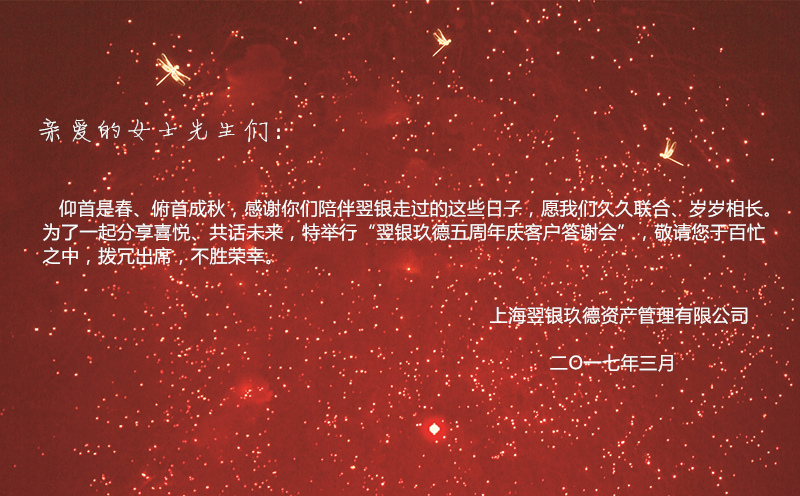 亲爱的女士先生们：
仰首是春、俯首成秋，感谢你们陪伴翌银走过的这些日子，愿我们久久联合、岁岁相长。
为了一起分享喜悦、共话未来，特举行“翌银玖德五周年庆客户答谢会”，敬请您于百忙
之中，拨冗出席，不胜荣幸。
上海翌银玖德资产管理有限公司
二O一七年三月